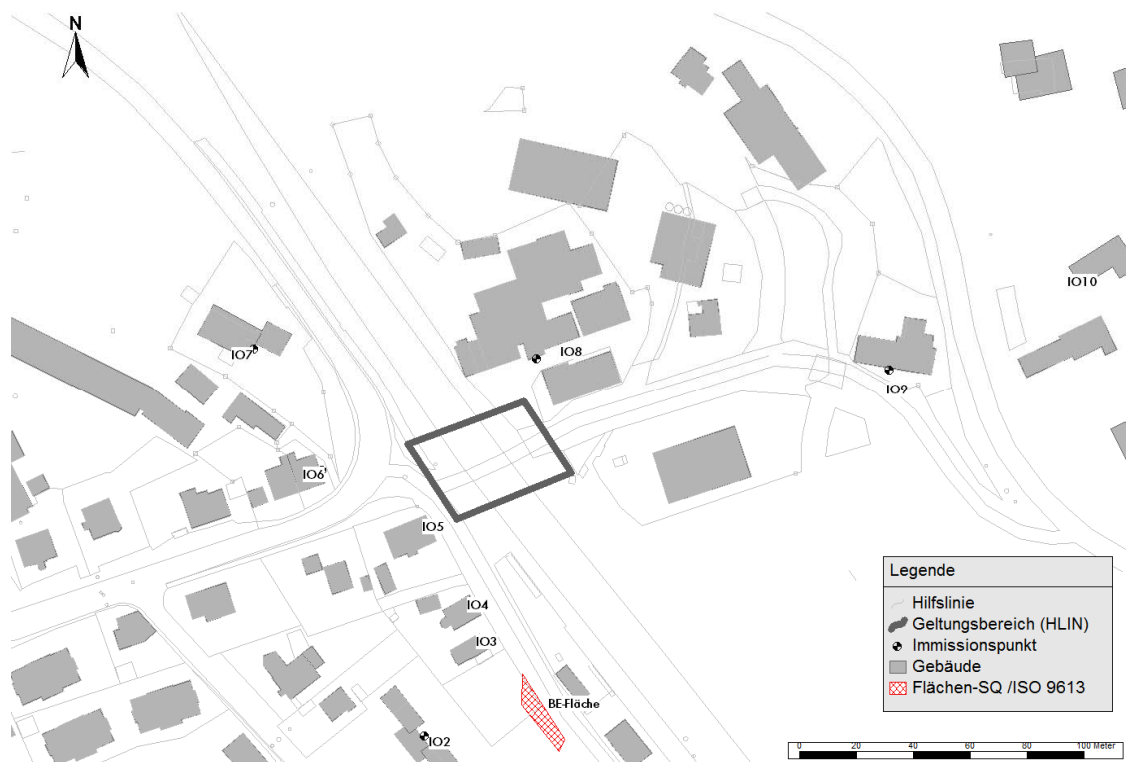 N
IO10
IO7
IO8
IO9
IO6
IO5
IO4
IO3
BE-Fläche
IO2
Legende
Hilfslinie
Geltungsbereich (HLIN)
Immissionspunkt
Gebäude
Flächen-SQ /ISO 9613
0 20 40 60 80 100 Meter